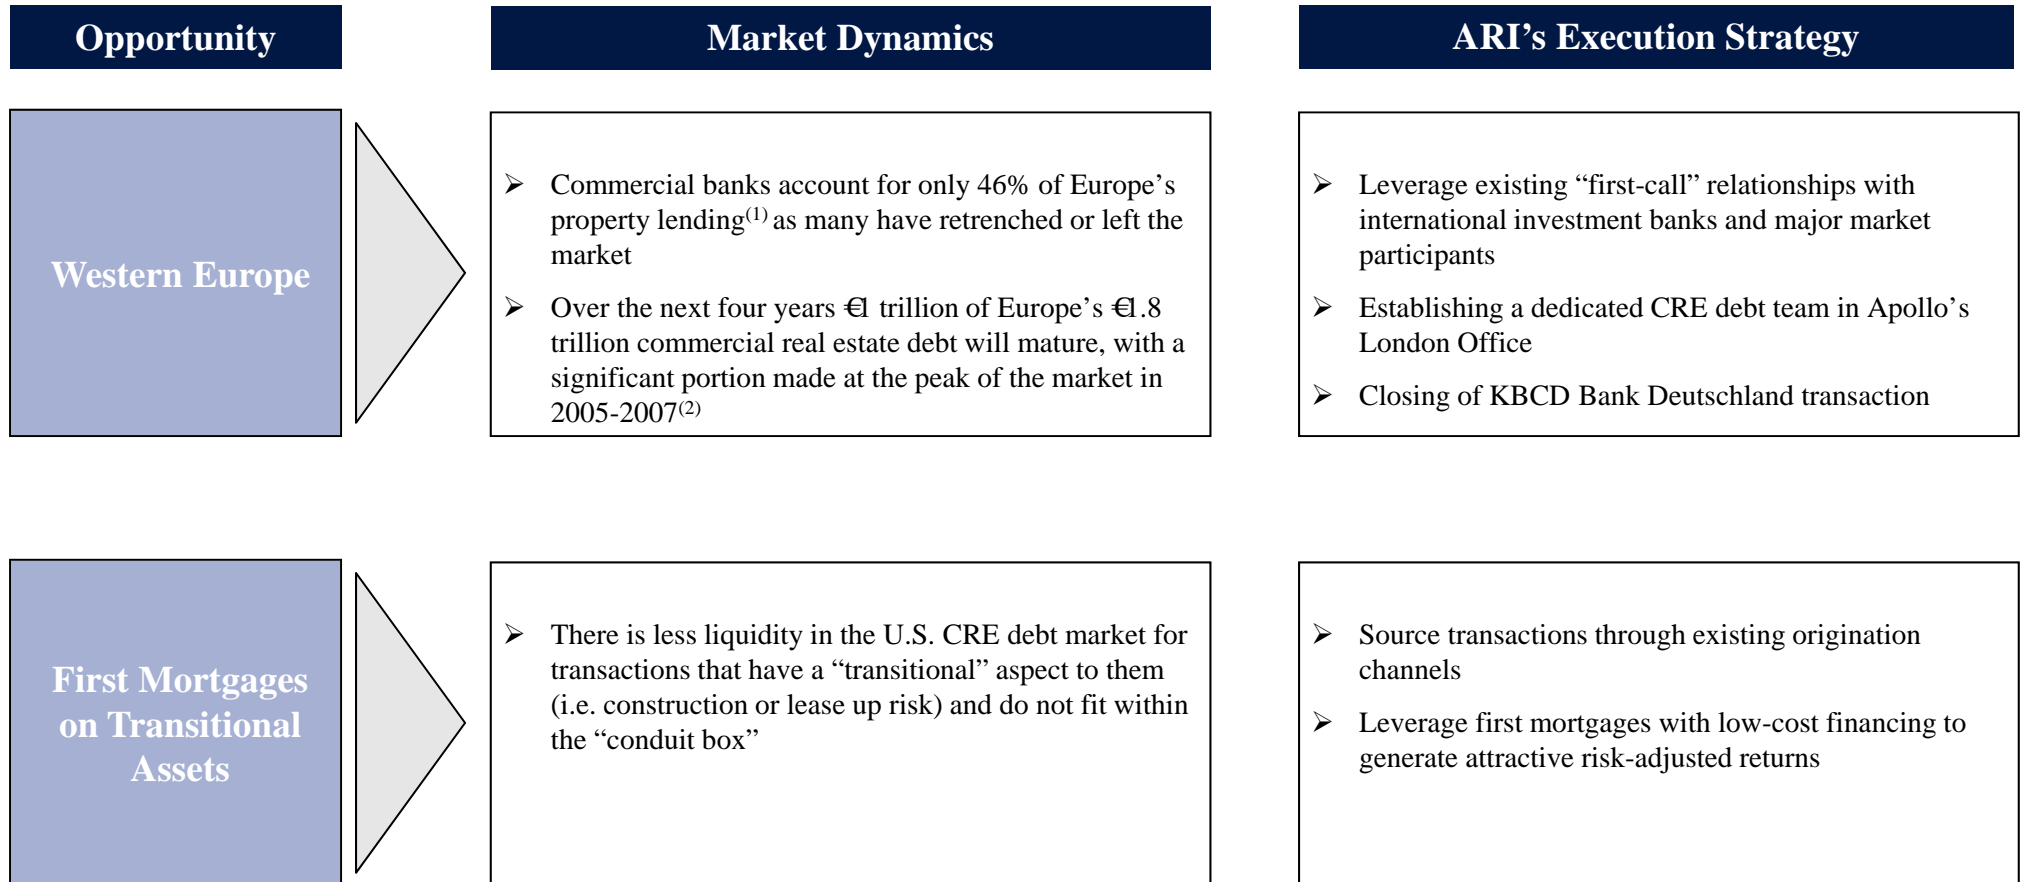 Opportunity
Market Dynamics
ARI’s Execution Strategy
Western Europe
➢ Commercial banks account for only 46% of Europe’s
property lending(1) as many have retrenched or left the
market
➢ Over the next four years €1 trillion of Europe’s €1.8
trillion commercial real estate debt will mature, with a
significant portion made at the peak of the market in
2005-2007(2)
➢ Leverage existing “first-call” relationships with
international investment banks and major market
participants
➢ Establishing a dedicated CRE debt team in Apollo’s
London Office
➢ Closing of KBCD Bank Deutschland transaction
First Mortgages
on Transitional
Assets
➢ There is less liquidity in the U.S. CRE debt market for
transactions that have a “transitional” aspect to them
(i.e. construction or lease up risk) and do not fit within
the “conduit box”
➢ Source transactions through existing origination
channels
➢ Leverage first mortgages with low-cost financing to
generate attractive risk-adjusted returns